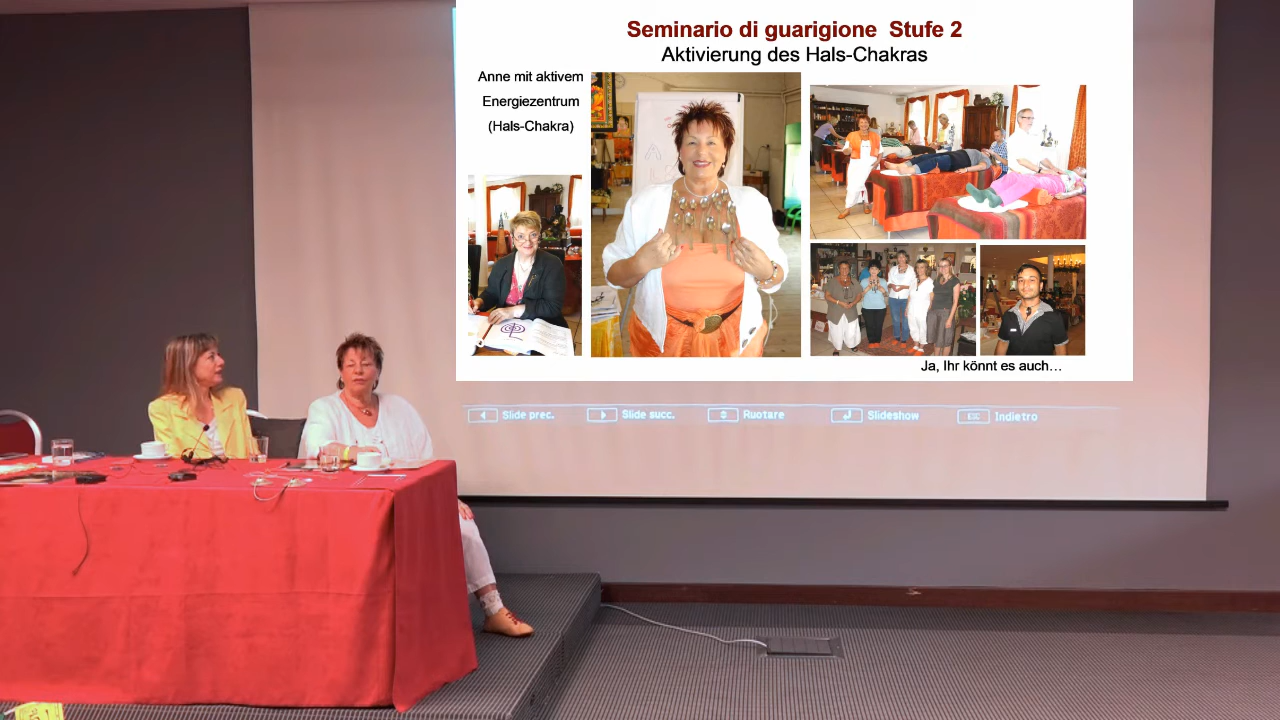 Seminario di guarigione Stufe 2
Aktivierung des Hals-Chakras
Anne mit aktivem
Energiezentrum
(Hals-Chakra)
Ja, Ihr könnt es auch…
Slide prec.
Slide succ.
Ruotare
Slideshow
ESC Indietro